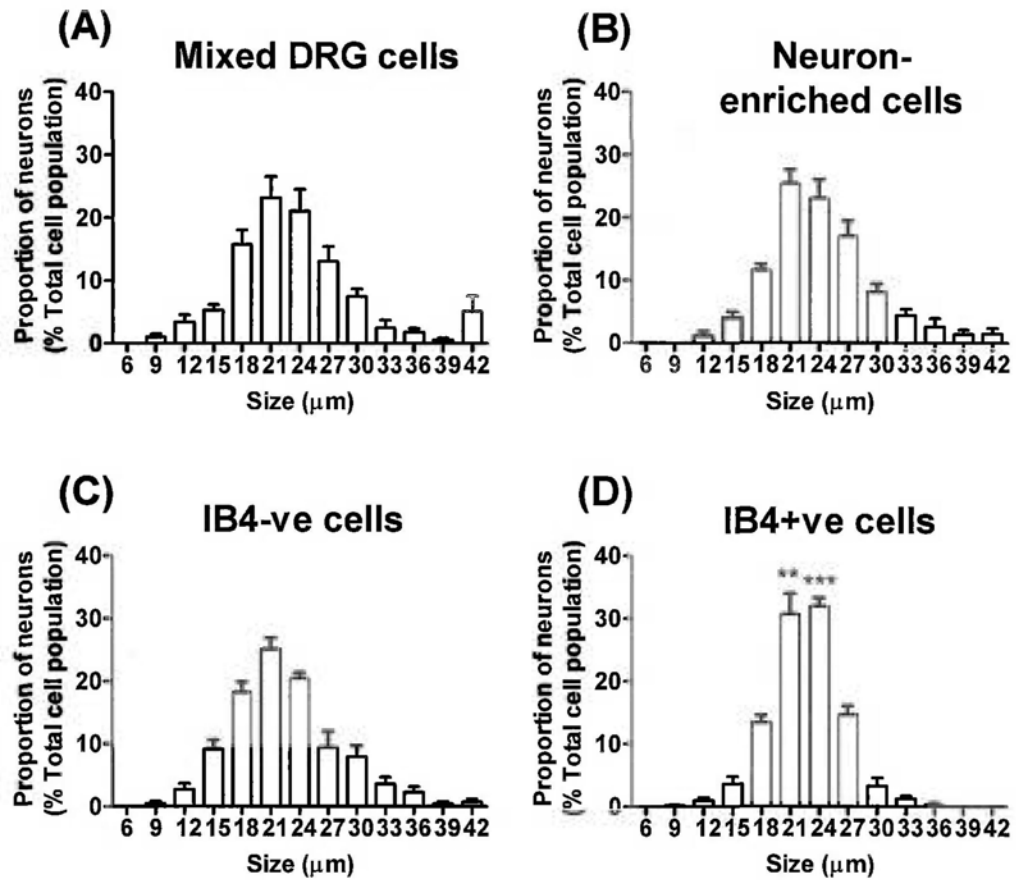 (A)
Mixed DRG cells
Proportion of neurons
(% Total cell population)
40
30
20
10
0
6 9 12 15 18 21 24 27 30 33 36 39 42
Size (μm)
(B)
Neuron-
enriched cells
Proportion of neurons
(% Total cell population)
40
30
20
10
0
6 9 12 15 18 21 24 27 30 33 36 39 42
Size (μm)
(C)
IB4-ve cells
Proportion of neurons
(% Total cell population)
40
30
20
10
0
6 9 12 15 18 21 24 27 30 33 36 39 42
Size (μm)
(D)
IB4+ve cells
Proportion of neurons
(% Total cell population)
40
30
20
10
0
** ***
6 9 12 15 18 21 24 27 30 33 36 39 42
Size (μm)